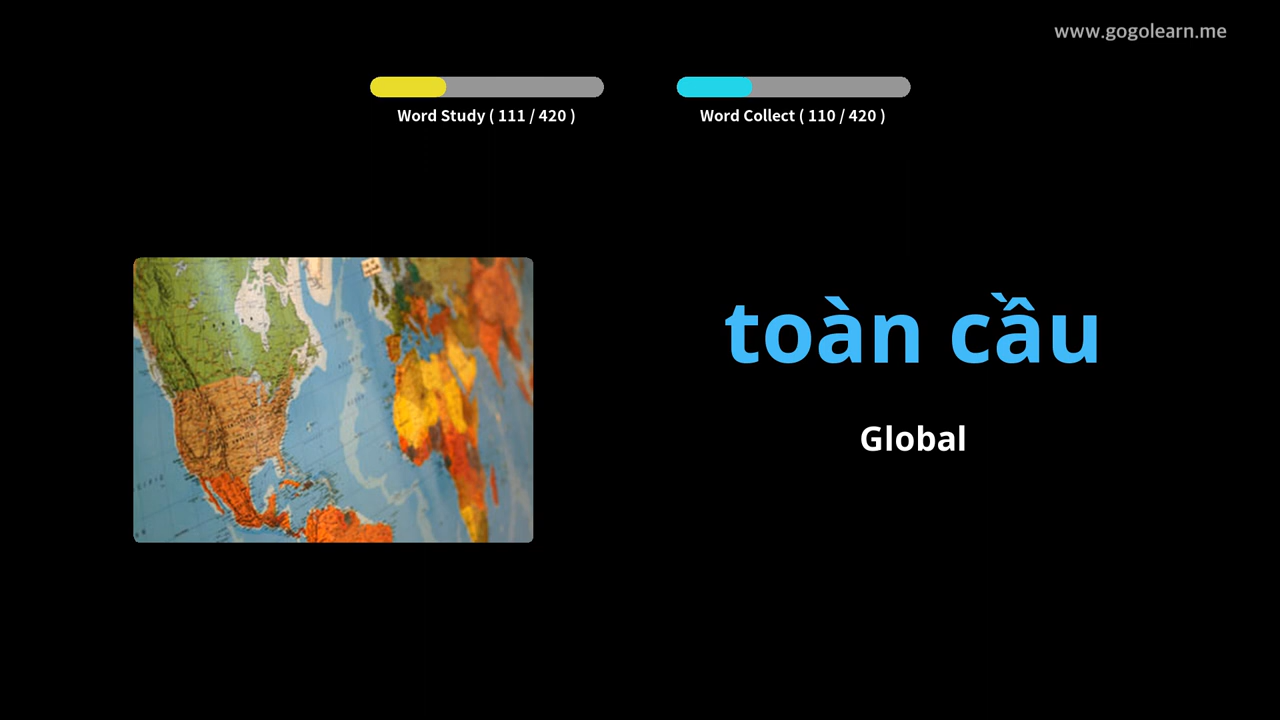 www.gogolearn.me
Word Study ( 111 / 420 )
Word Collect ( 110 / 420 )
toàn cầu
Global